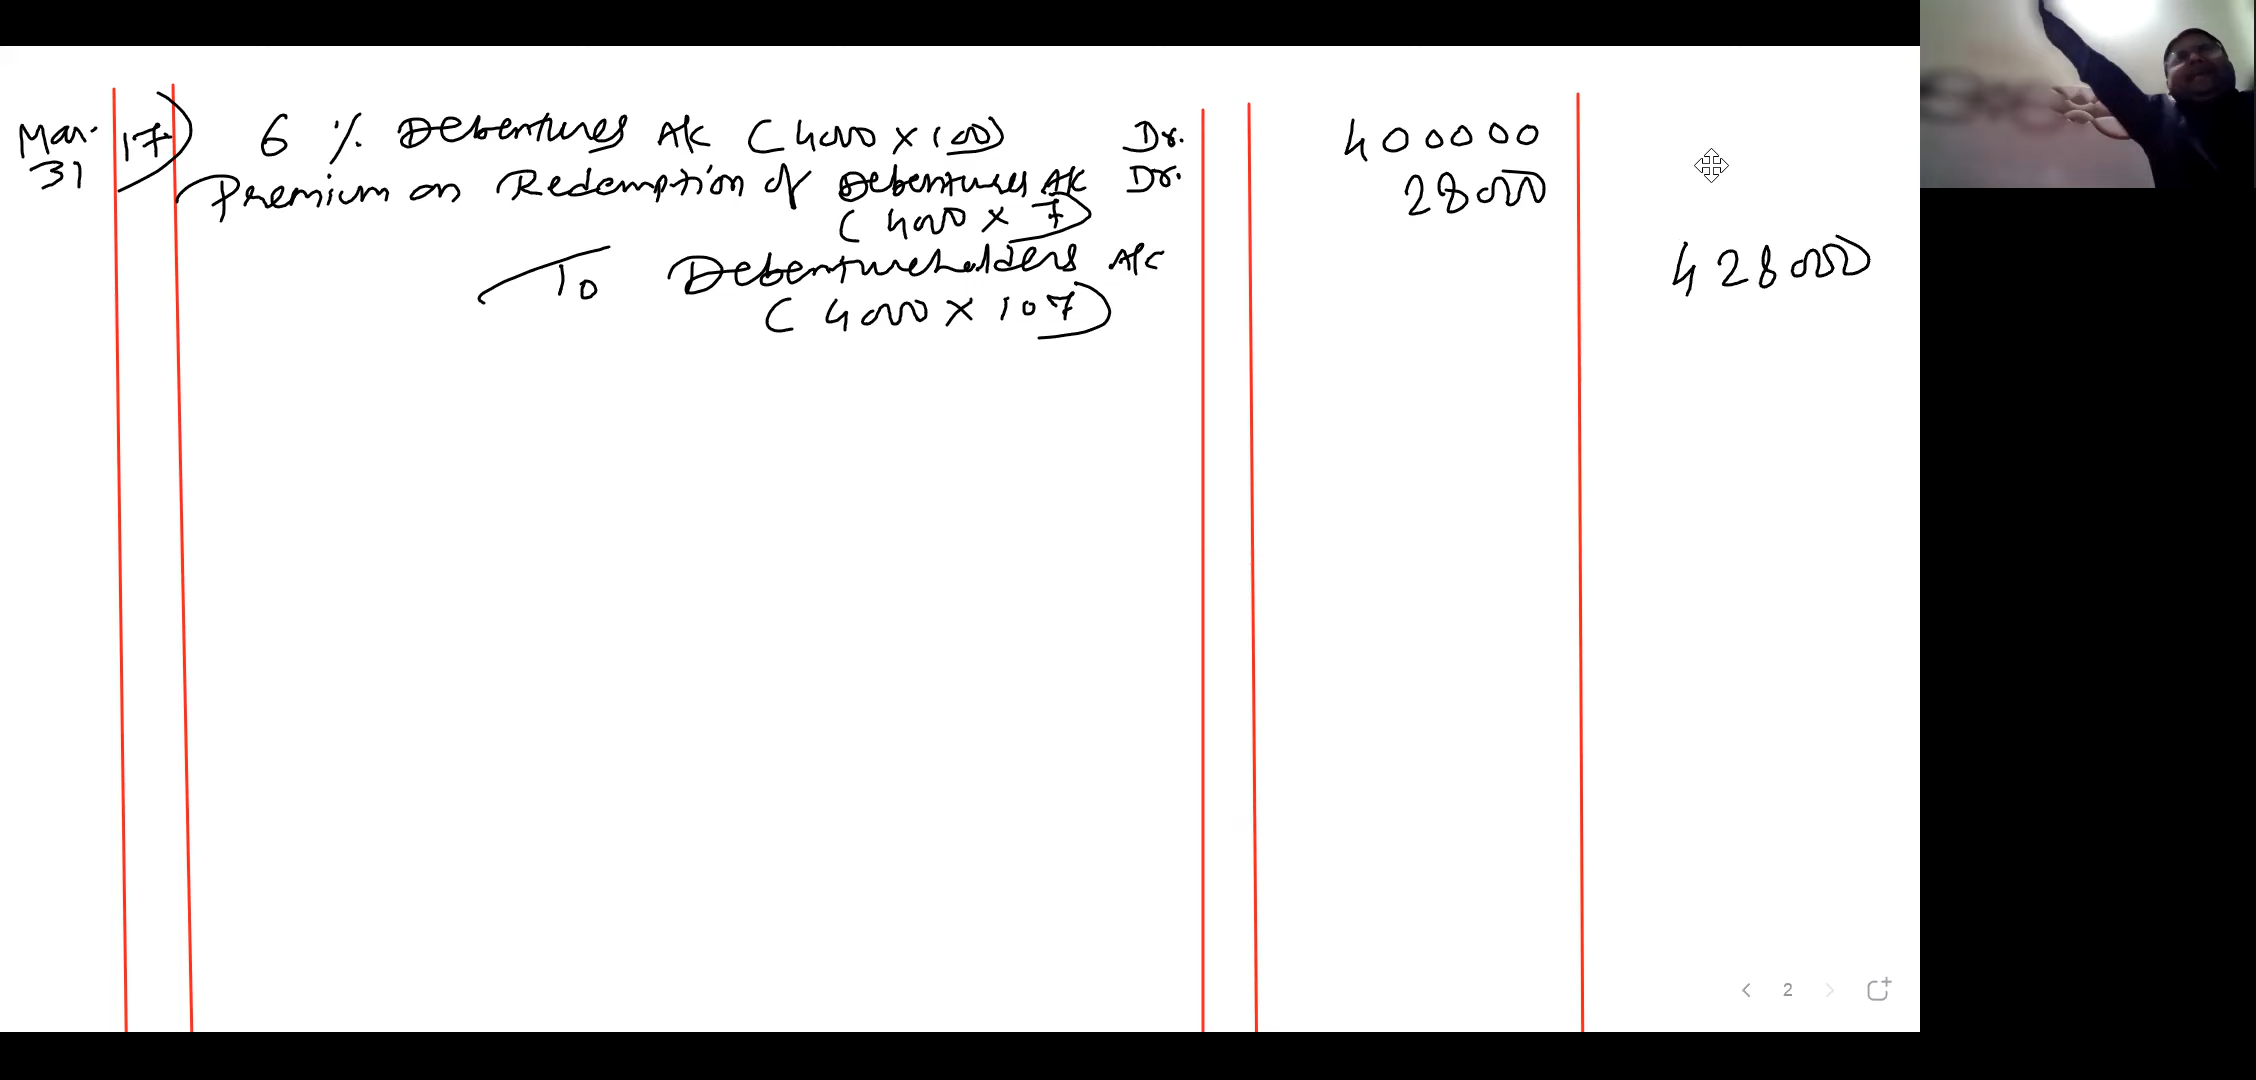 Mar. 17) 6 % Debentures A/c (4000 × 100) Dr. 400000
31 Premium on Redemption of Debentures A/c Dr. 28000
(4000 × 7)
To Debentureholders A/c 428000
(4000 × 107)
2